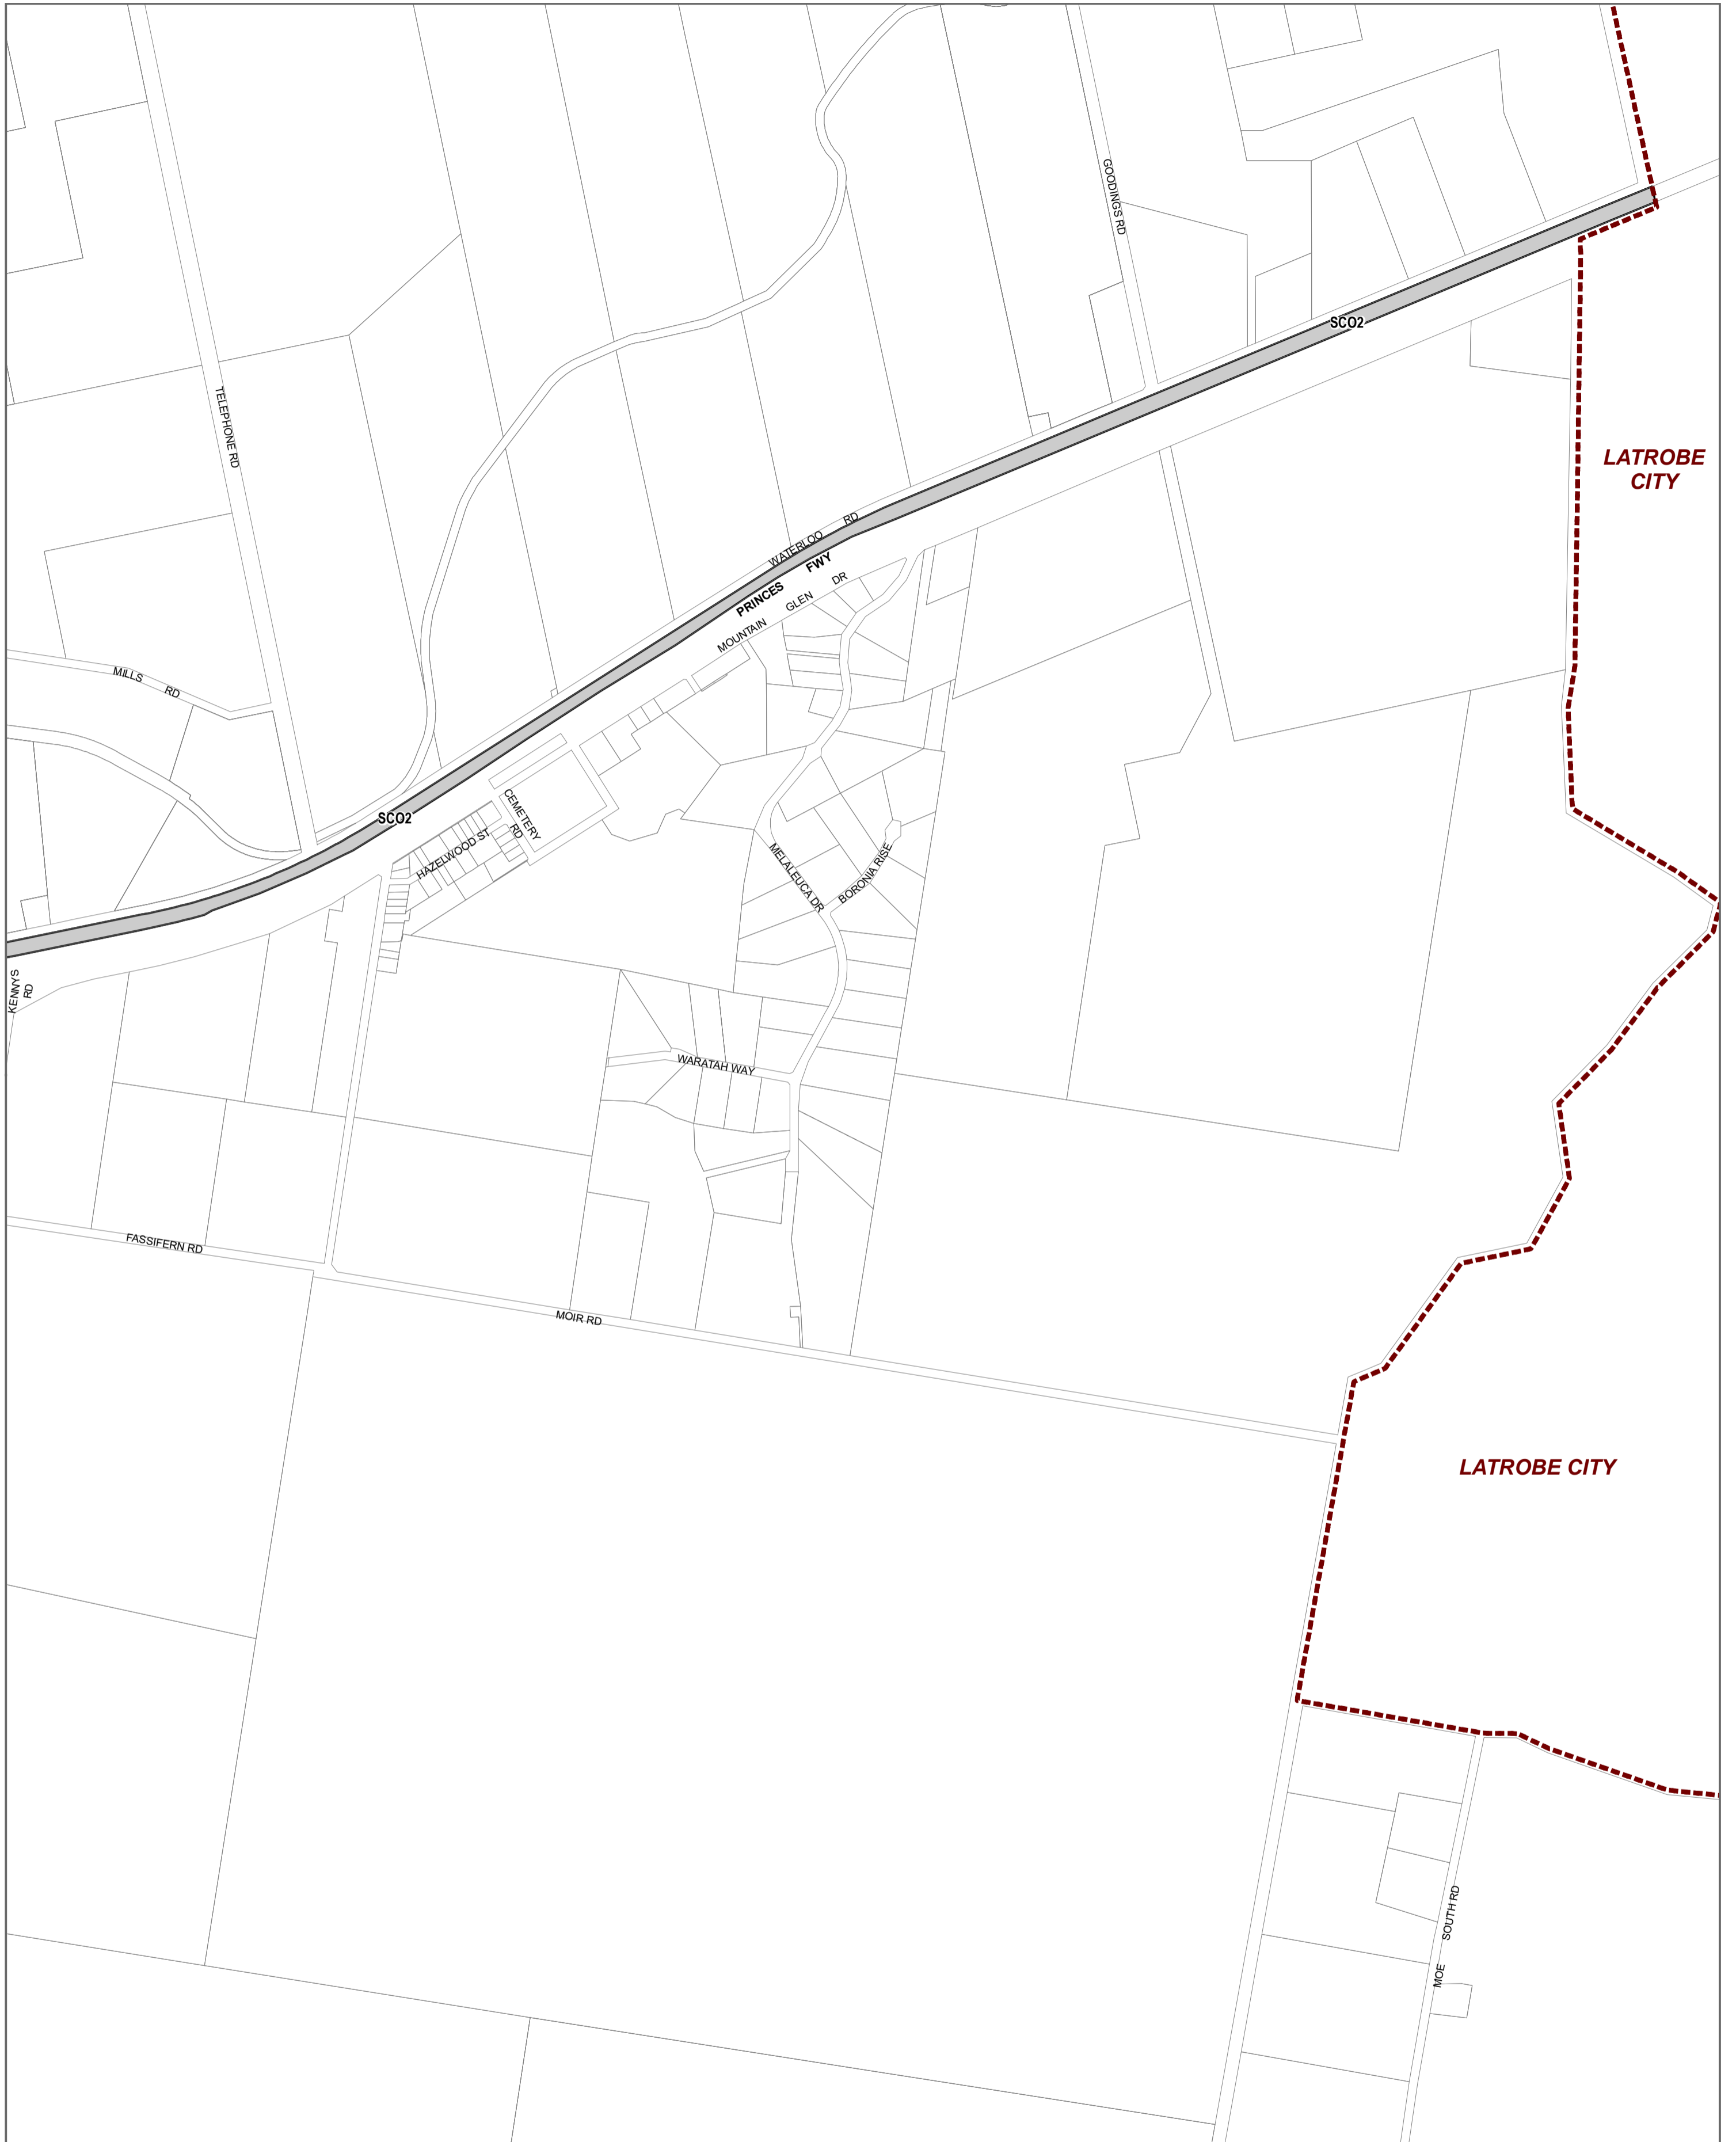 GOODINGS RD
SCO2
TELEPHONE RD
LATROBE
CITY
WATERLOO RD
PRINCES FWY
MOUNTAIN GLEN DR
MILLS RD
SCO2
CEMETERY RD
HAZELWOOD ST
MELALEUCA DR
BORONIA RISE
KENNYS RD
WARATAH WAY
FASSIFERN RD
MOIR RD
LATROBE CITY
MOE SOUTH RD